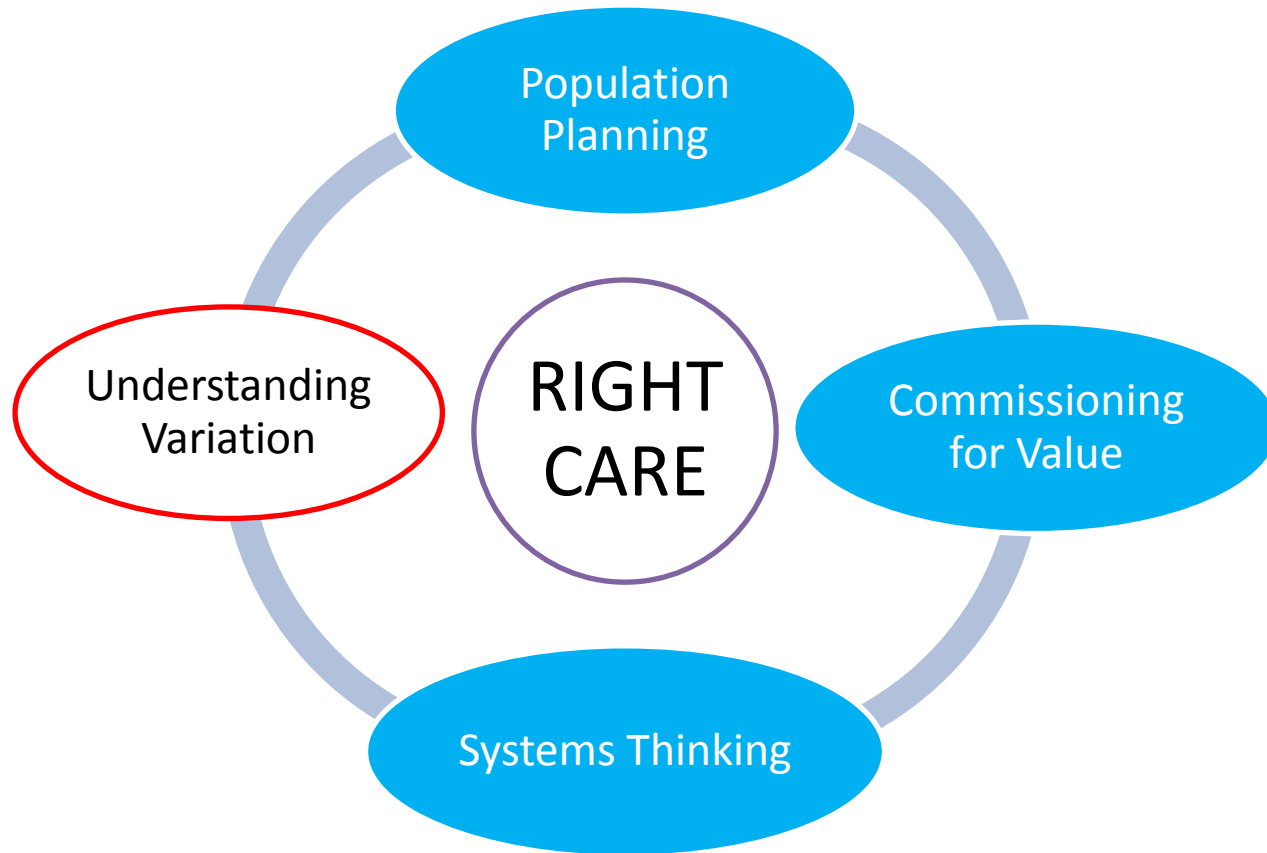 Population
Planning
Understanding
Variation
RIGHT
CARE
Commissioning
for Value
Systems Thinking